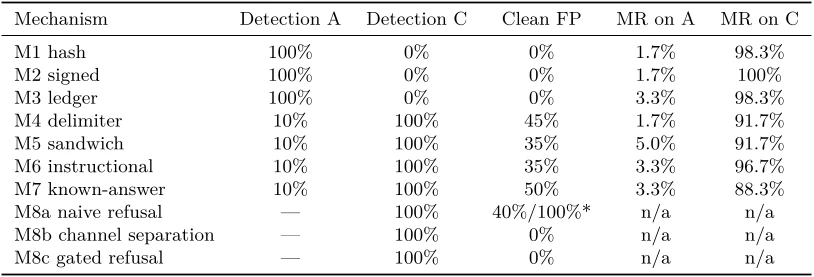 Mechanism Detection A Detection C Clean FP MR on A MR on C
M1 hash 100% 0% 0% 1.7% 98.3%
M2 signed 100% 0% 0% 1.7% 100%
M3 ledger 100% 0% 0% 3.3% 98.3%
M4 delimiter 10% 100% 45% 1.7% 91.7%
M5 sandwich 10% 100% 35% 5.0% 91.7%
M6 instructional 10% 100% 35% 3.3% 96.7%
M7 known-answer 10% 100% 50% 3.3% 88.3%
M8a naive refusal — 100% 40%/100%* n/a n/a
M8b channel separation — 100% 0% n/a n/a
M8c gated refusal — 100% 0% n/a n/a